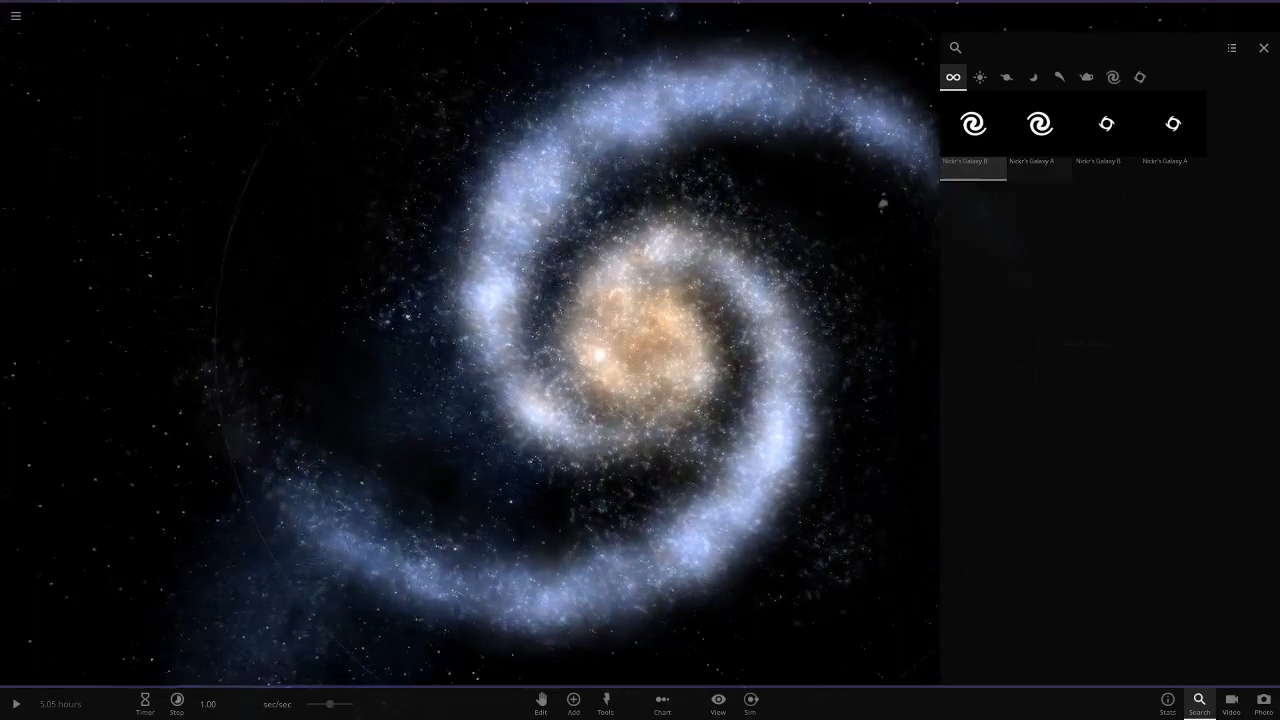 Nickr's Galaxy B
Nickr's Galaxy A
Nickr's Galaxy B
Nickr's Galaxy A
5.05 hours
Timer
Step
1.00
sec/sec
Edit
Add
Tools
Chart
View
Sim
Stats
Search
Video
Photo